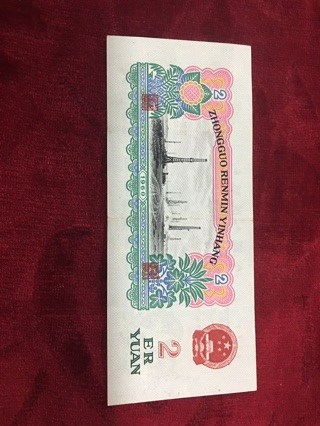 ZHONGGUO RENMIN YINHANG
2
2
(1960)
2
ER
YUAN